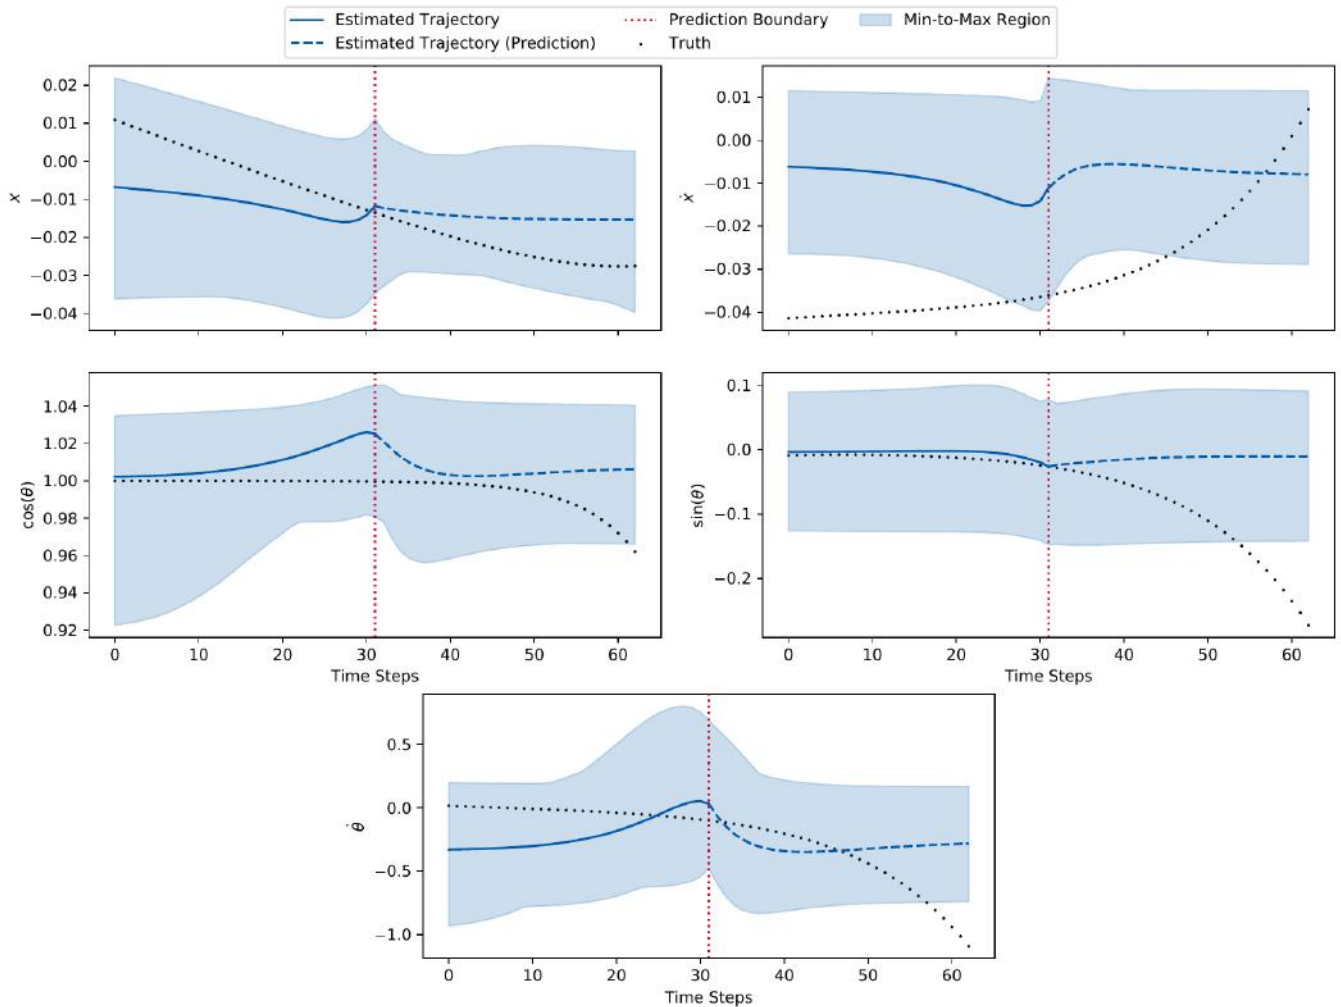 Estimated Trajectory
Estimated Trajectory (Prediction)
Prediction Boundary
Truth
Min-to-Max Region
0.02
0.01
0.00
−0.01
−0.02
−0.03
−0.04
x
0.01
0.00
−0.01
−0.02
−0.03
−0.04
ẋ
1.04
1.02
1.00
0.98
0.96
0.94
0.92
cos(θ)
0 10 20 30 40 50 60
Time Steps
0.1
0.0
−0.1
−0.2
sin(θ)
0 10 20 30 40 50 60
Time Steps
0.5
0.0
−0.5
−1.0
θ̇
0 10 20 30 40 50 60
Time Steps